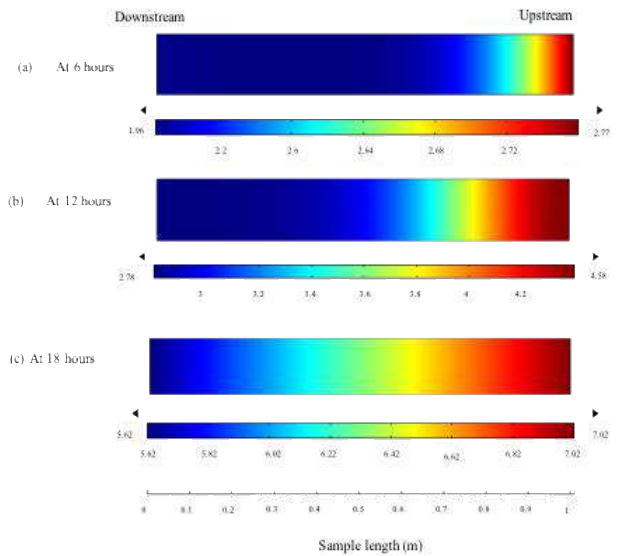 Downstream Upstream
(a) At 6 hours
1.96 2.77
2.2 2.6 2.64 2.68 2.72
(b) At 12 hours
2.78 4.58
3 3.2 3.4 3.6 3.8 4 4.2
(c) At 18 hours
5.62 7.02
5.62 5.82 6.02 6.22 6.42 6.62 6.82 7.02
0 0.1 0.2 0.3 0.4 0.5 0.6 0.7 0.8 0.9 1
Sample length (m)